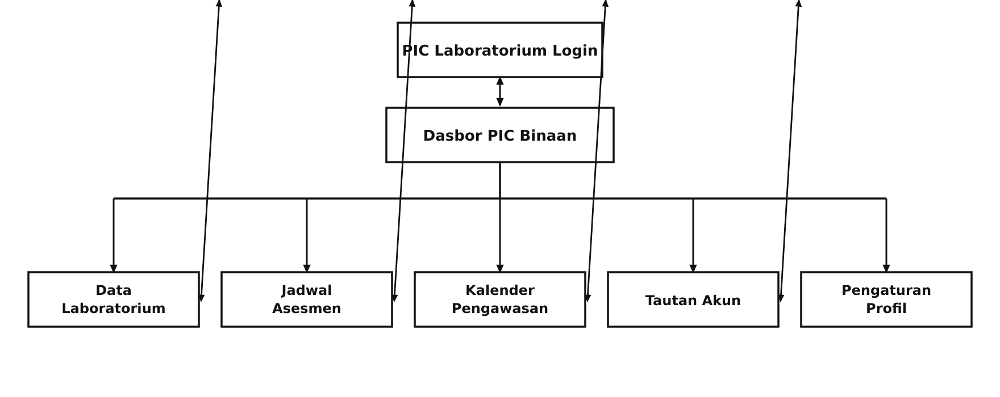 PIC Laboratorium Login
Dasbor PIC Binaan
Data
Laboratorium
Jadwal
Asesmen
Kalender
Pengawasan
Tautan Akun
Pengaturan
Profil